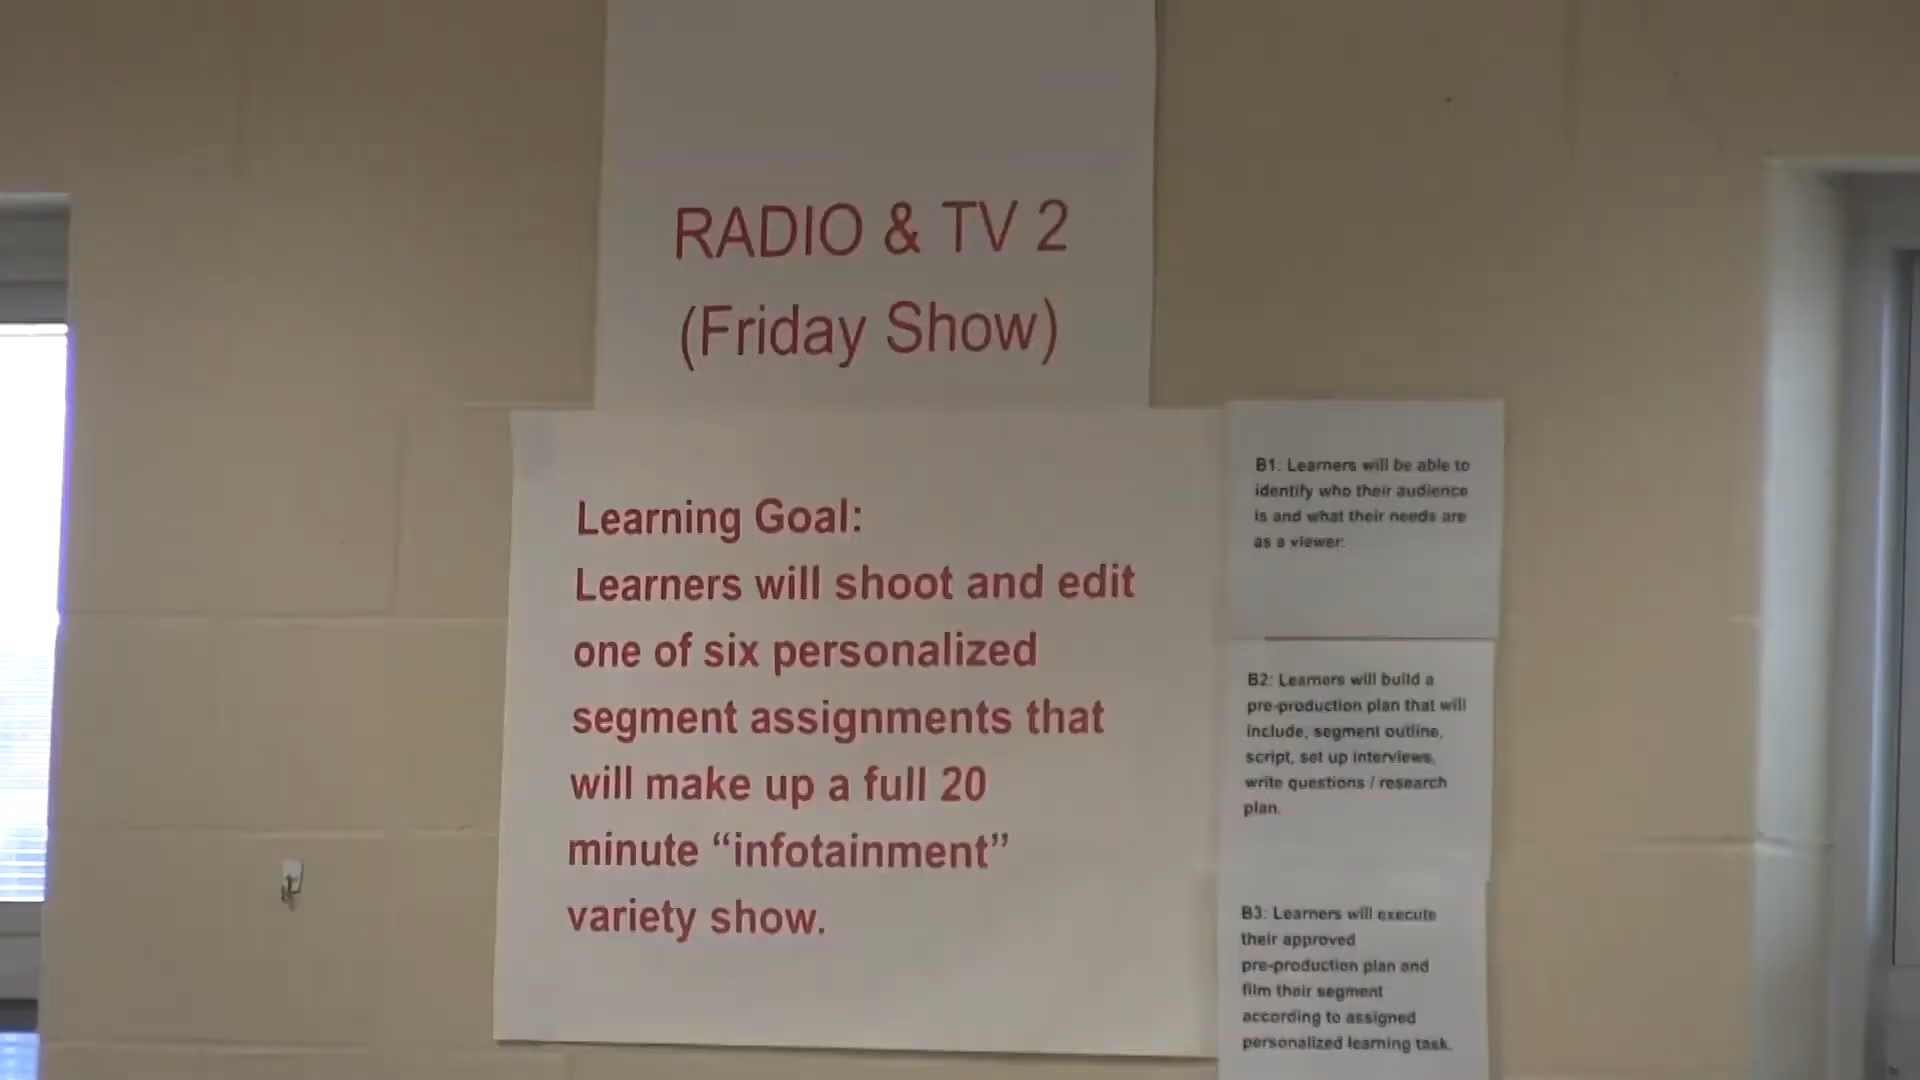 RADIO & TV 2
(Friday Show)
Learning Goal:
Learners will shoot and edit
one of six personalized
segment assignments that
will make up a full 20
minute “infotainment”
variety show.
B1: Learners will be able to
identify who their audience
is and what their needs are
as a viewer.
B2: Learners will build a
pre-production plan that will
include, segment outline,
script, set up interviews,
write questions / research
plan.
B3: Learners will execute
their approved
pre-production plan and
film their segment
according to assigned
personalized learning task.